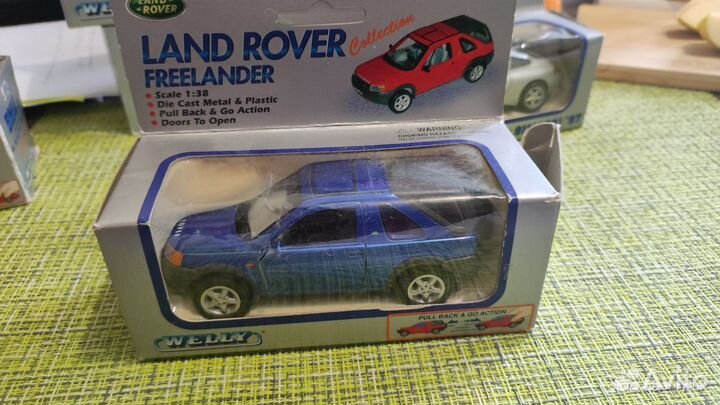 LAND ROVER
LAND ROVER
FREELANDER
Collection
Scale 1:38
Die Cast Metal & Plastic
Pull Back & Go Action
Doors To Open
WARNING:
CHOKING HAZARD
PULL BACK & GO ACTION
WELLY